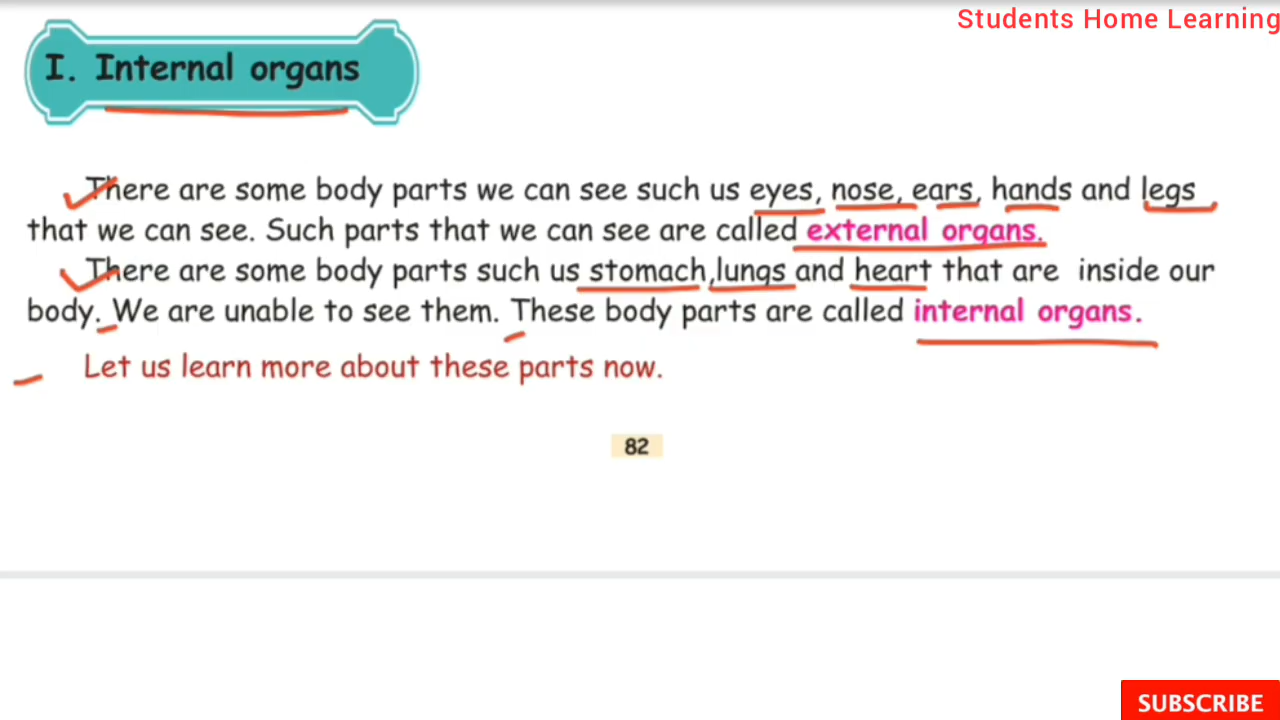 Students Home Learning
I. Internal organs
There are some body parts we can see such us eyes, nose, ears, hands and legs
that we can see. Such parts that we can see are called external organs.
There are some body parts such us stomach,lungs and heart that are inside our
body. We are unable to see them. These body parts are called internal organs.
Let us learn more about these parts now.
82
SUBSCRIBE